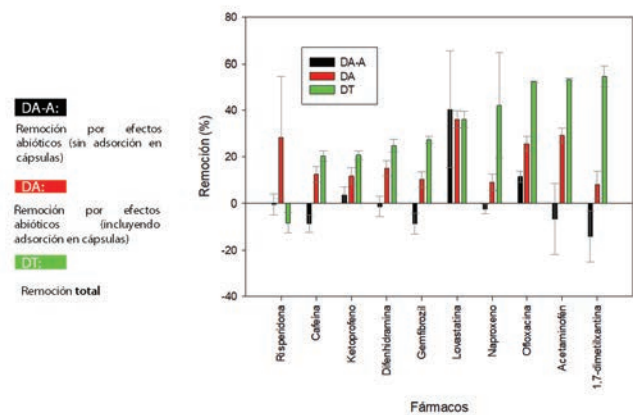 DA-A:
Remoción por efectos
abióticos (sin adsorción en
cápsulas)
DA:
Remoción por efectos
abióticos (incluyendo
adsorción en cápsulas)
DT:
Remoción total
Remoción (%)
80
60
40
20
0
-20
-40
DA-A
DA
DT
Risperidona
Cafeína
Ketoprofeno
Difenhidramina
Gemfibrozil
Lovastatina
Naproxeno
Ofloxacina
Acetaminofén
1,7-dimetilxantina
Fármacos